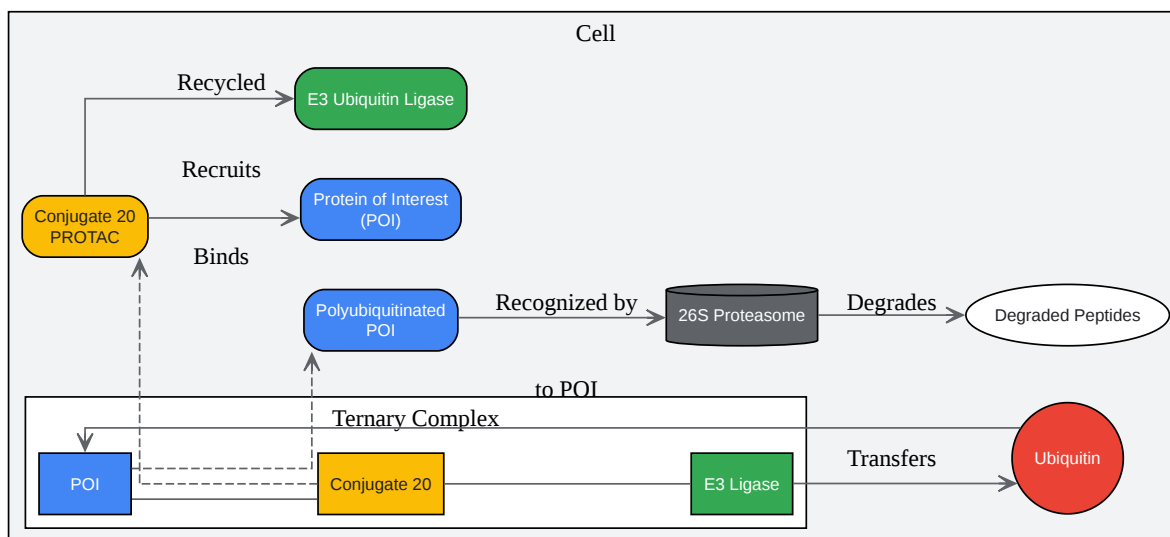 Cell
Recycled
E3 Ubiquitin Ligase
Recruits
Conjugate 20
PROTAC
Protein of Interest
(POI)
Binds
Polyubiquitinated
POI
Recognized by
26S Proteasome
Degrades
Degraded Peptides
to POI
Ternary Complex
POI
Conjugate 20
E3 Ligase
Transfers
Ubiquitin